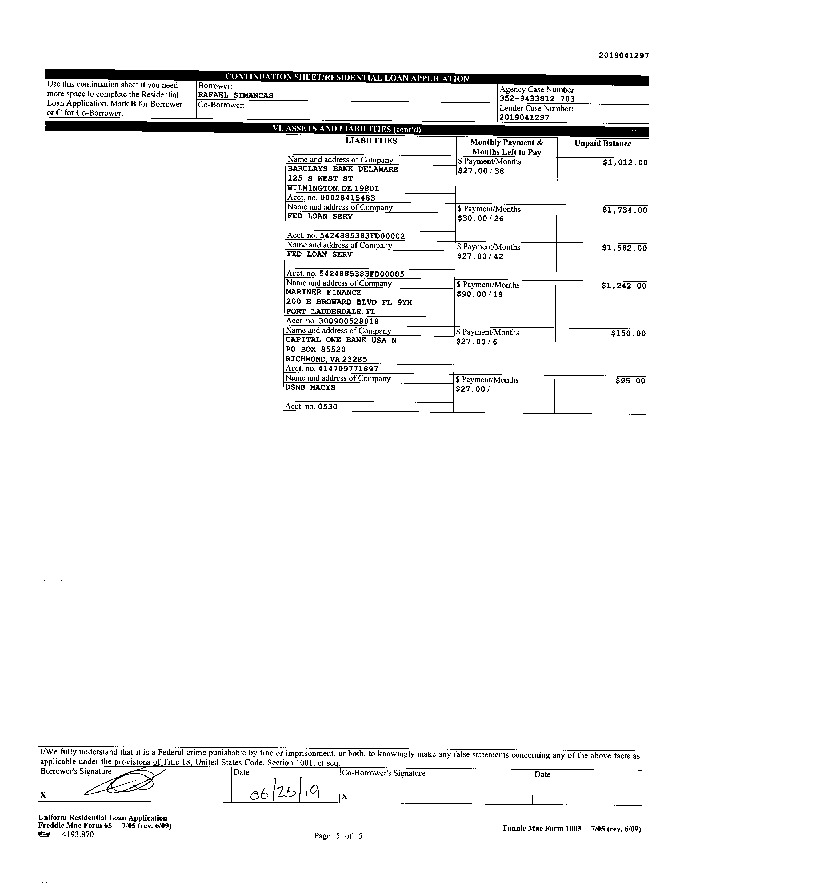 2019041297
CONTINUATION SHEET/RESIDENTIAL LOAN APPLICATION
Use this continuation sheet if you need
more space to complete the Residential
Loan Application. Mark B for Borrower
or C for Co-Borrower.
Borrower:
RAFAEL SIMANCAS
Co-Borrower:
Agency Case Number
352-9433812 703
Lender Case Number:
2019041297
VI. ASSETS AND LIABILITIES (cont'd)
LIABILITIES
Monthly Payment &
Months Left to Pay
Unpaid Balance
Name and address of Company
$ Payment/Months
$1,012.00
BARCLAYS BANK DELAWARE
$27.00/38
125 S WEST ST
WILMINGTON, DE 19801
Acct. no. 00028415483
Name and address of Company
$ Payment/Months
$1,734.00
FED LOAN SERV
$30.00/26
Acct. no. 5424885383FD00002
Name and address of Company
$ Payment/Months
$1,582.00
FED LOAN SERV
$27.00/42
Acct. no. 5424885383FD00005
Name and address of Company
$ Payment/Months
$1,242.00
MARINER FINANCE
$90.00/19
200 E BROWARD BLVD FL 9TH
FORT LAUDERDALE, FL
Acct. no. 300900528018
Name and address of Company
$ Payment/Months
$150.00
CAPITAL ONE BANK USA N
$27.00/6
PO BOX 85520
RICHMOND, VA 23285
Acct. no. 414709771897
Name and address of Company
$ Payment/Months
$95.00
DSNB MACYS
$27.00/
Acct. no. 0530
I/We fully understand that it is a Federal crime punishable by fine or imprisonment, or both, to knowingly make any false statements concerning any of the above facts as
applicable under the provisions of Title 18, United States Code, Section 1001, et seq.
Borrower's Signature
Date
Co-Borrower's Signature
Date
X
06/25/19
X
Uniform Residential Loan Application
Freddie Mac Form 65 7/05 (rev. 6/09)
Page 5 of 5
Fannie Mae Form 1003 7/05 (rev. 6/09)